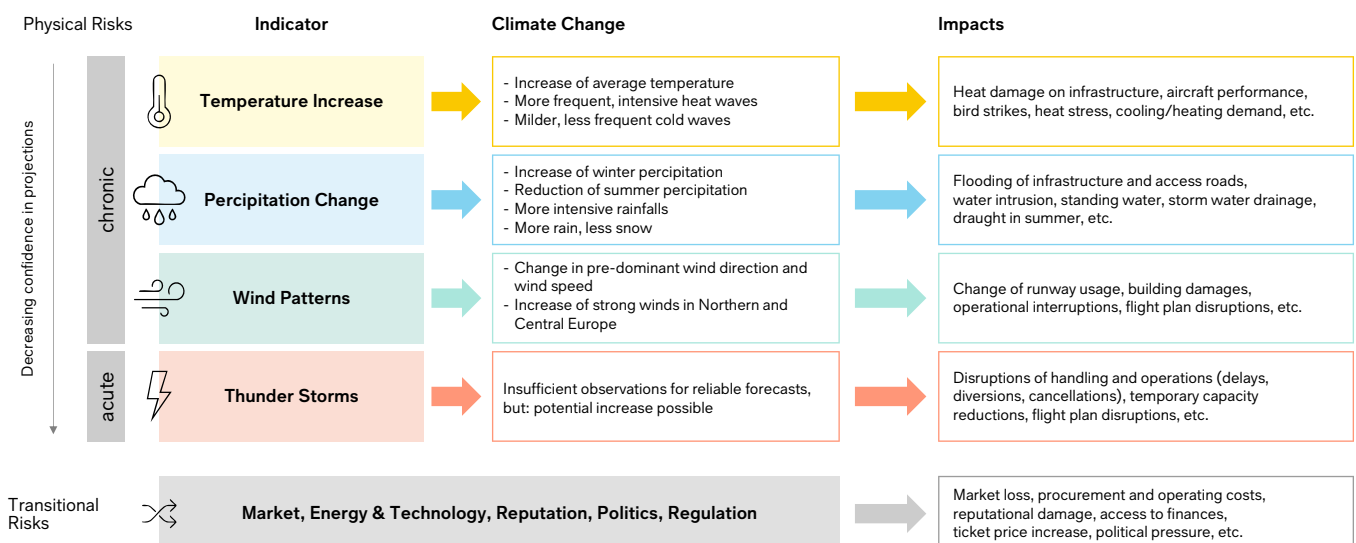 Physical Risks
Indicator
Climate Change
Impacts
Decreasing confidence in projections
chronic
Temperature Increase
- Increase of average temperature
- More frequent, intensive heat waves
- Milder, less frequent cold waves
Heat damage on infrastructure, aircraft performance,
bird strikes, heat stress, cooling/heating demand, etc.
Percipitation Change
- Increase of winter percipitation
- Reduction of summer percipitation
- More intensive rainfalls
- More rain, less snow
Flooding of infrastructure and access roads,
water intrusion, standing water, storm water drainage,
draught in summer, etc.
Wind Patterns
- Change in pre-dominant wind direction and
wind speed
- Increase of strong winds in Northern and
Central Europe
Change of runway usage, building damages,
operational interruptions, flight plan disruptions, etc.
acute
Thunder Storms
Insufficient observations for reliable forecasts,
but: potential increase possible
Disruptions of handling and operations (delays,
diversions, cancellations), temporary capacity
reductions, flight plan disruptions, etc.
Transitional
Risks
Market, Energy & Technology, Reputation, Politics, Regulation
Market loss, procurement and operating costs,
reputational damage, access to finances,
ticket price increase, political pressure, etc.